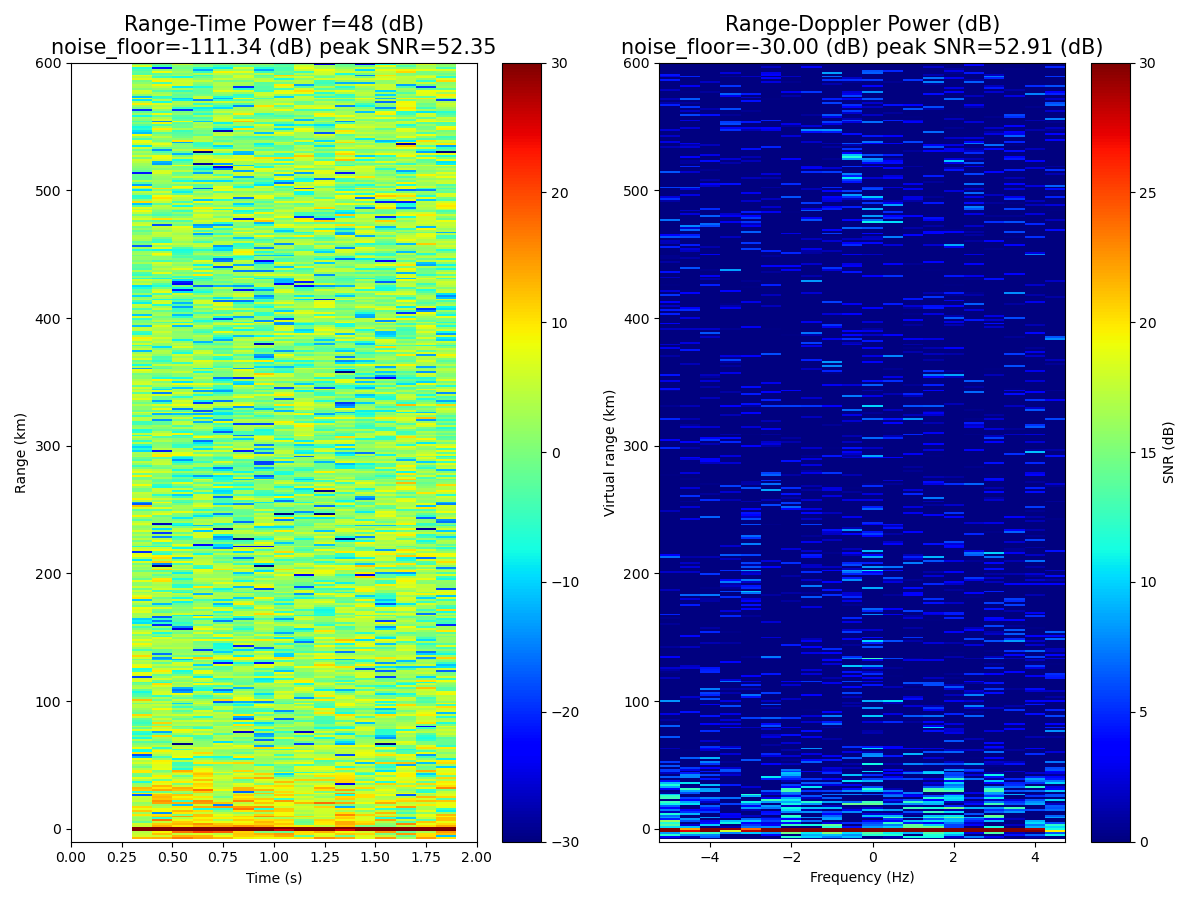 Range-Time Power f=48 (dB)
noise_floor=-111.34 (dB) peak SNR=52.35
Range (km)
600
500
400
300
200
100
0
0.00 0.25 0.50 0.75 1.00 1.25 1.50 1.75 2.00
Time (s)
30
20
10
0
−10
−20
−30
Range-Doppler Power (dB)
noise_floor=-30.00 (dB) peak SNR=52.91 (dB)
Virtual range (km)
600
500
400
300
200
100
0
−4 −2 0 2 4
Frequency (Hz)
30
25
20
15
10
5
0
SNR (dB)